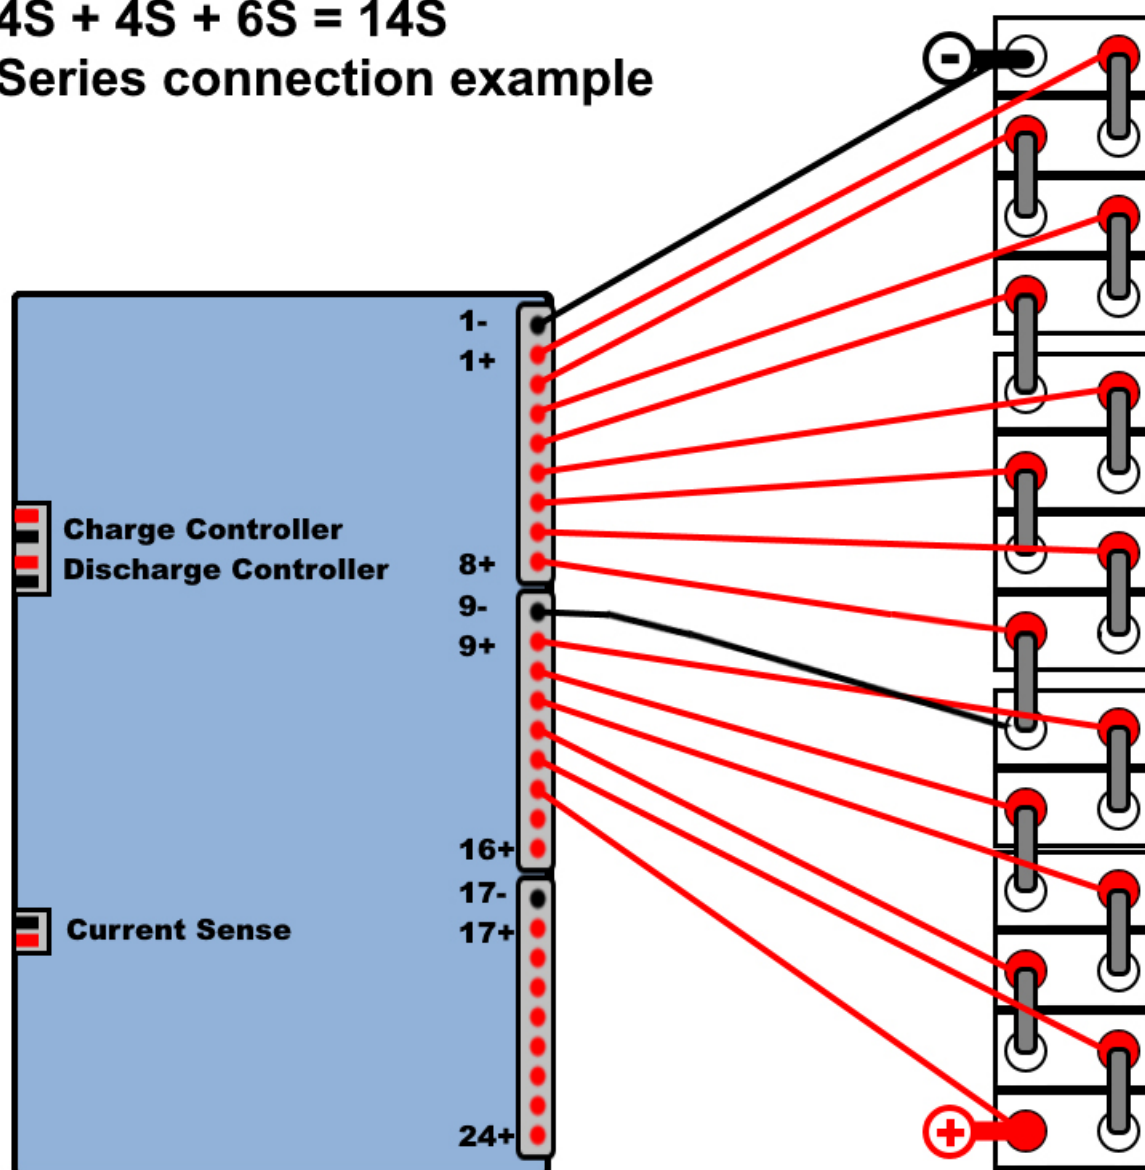 4S + 4S + 6S = 14S
Series connection example
-
1-
1+
Charge Controller
Discharge Controller
8+
9-
9+
16+
17-
17+
Current Sense
24+
+